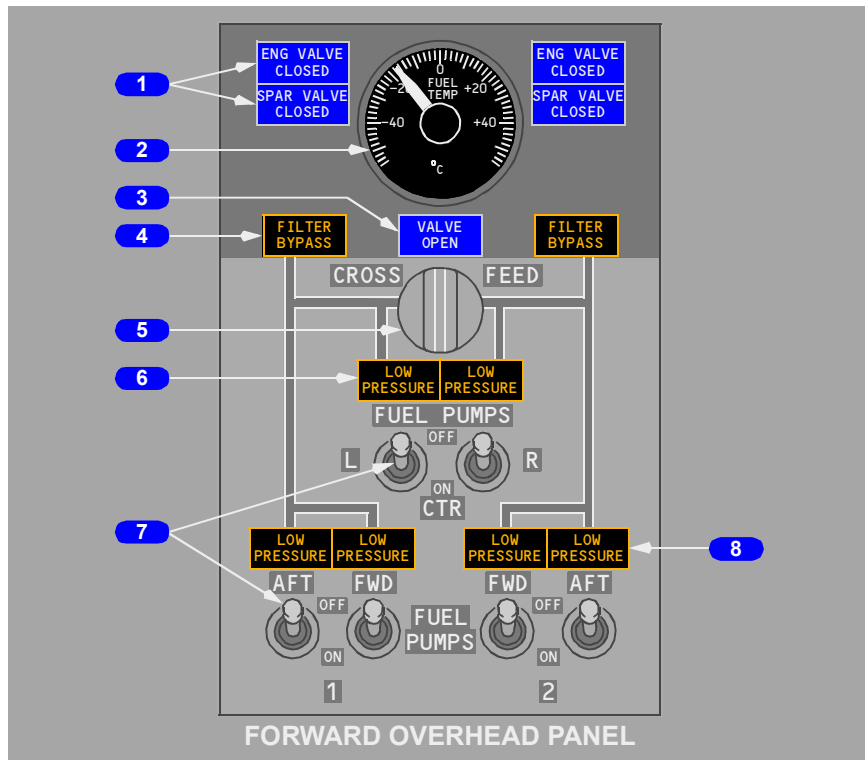 ENG VALVE
CLOSED
SPAR VALVE
CLOSED
ENG VALVE
CLOSED
SPAR VALVE
CLOSED
-40
-20
0
+20
+40
FUEL
TEMP
°C
1
2
3
4
FILTER
BYPASS
VALVE
OPEN
FILTER
BYPASS
CROSS FEED
5
6
LOW
PRESSURE
LOW
PRESSURE
FUEL PUMPS
OFF
L R
ON
CTR
7
LOW
PRESSURE
LOW
PRESSURE
LOW
PRESSURE
LOW
PRESSURE
8
AFT FWD FWD AFT
OFF OFF
FUEL
PUMPS
ON ON
1 2
FORWARD OVERHEAD PANEL